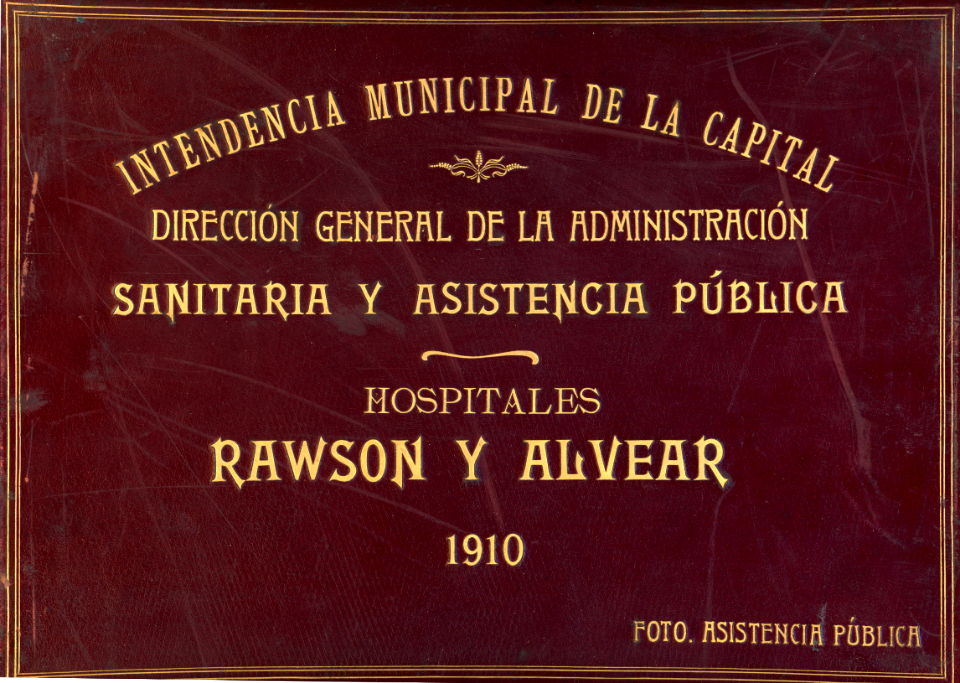 INTENDENCIA MUNICIPAL DE LA CAPITAL
DIRECCIÓN GENERAL DE LA ADMINISTRACIÓN
SANITARIA Y ASISTENCIA PÚBLICA
HOSPITALES
RAWSON Y ALVEAR
1910
FOTO. ASISTENCIA PÚBLICA